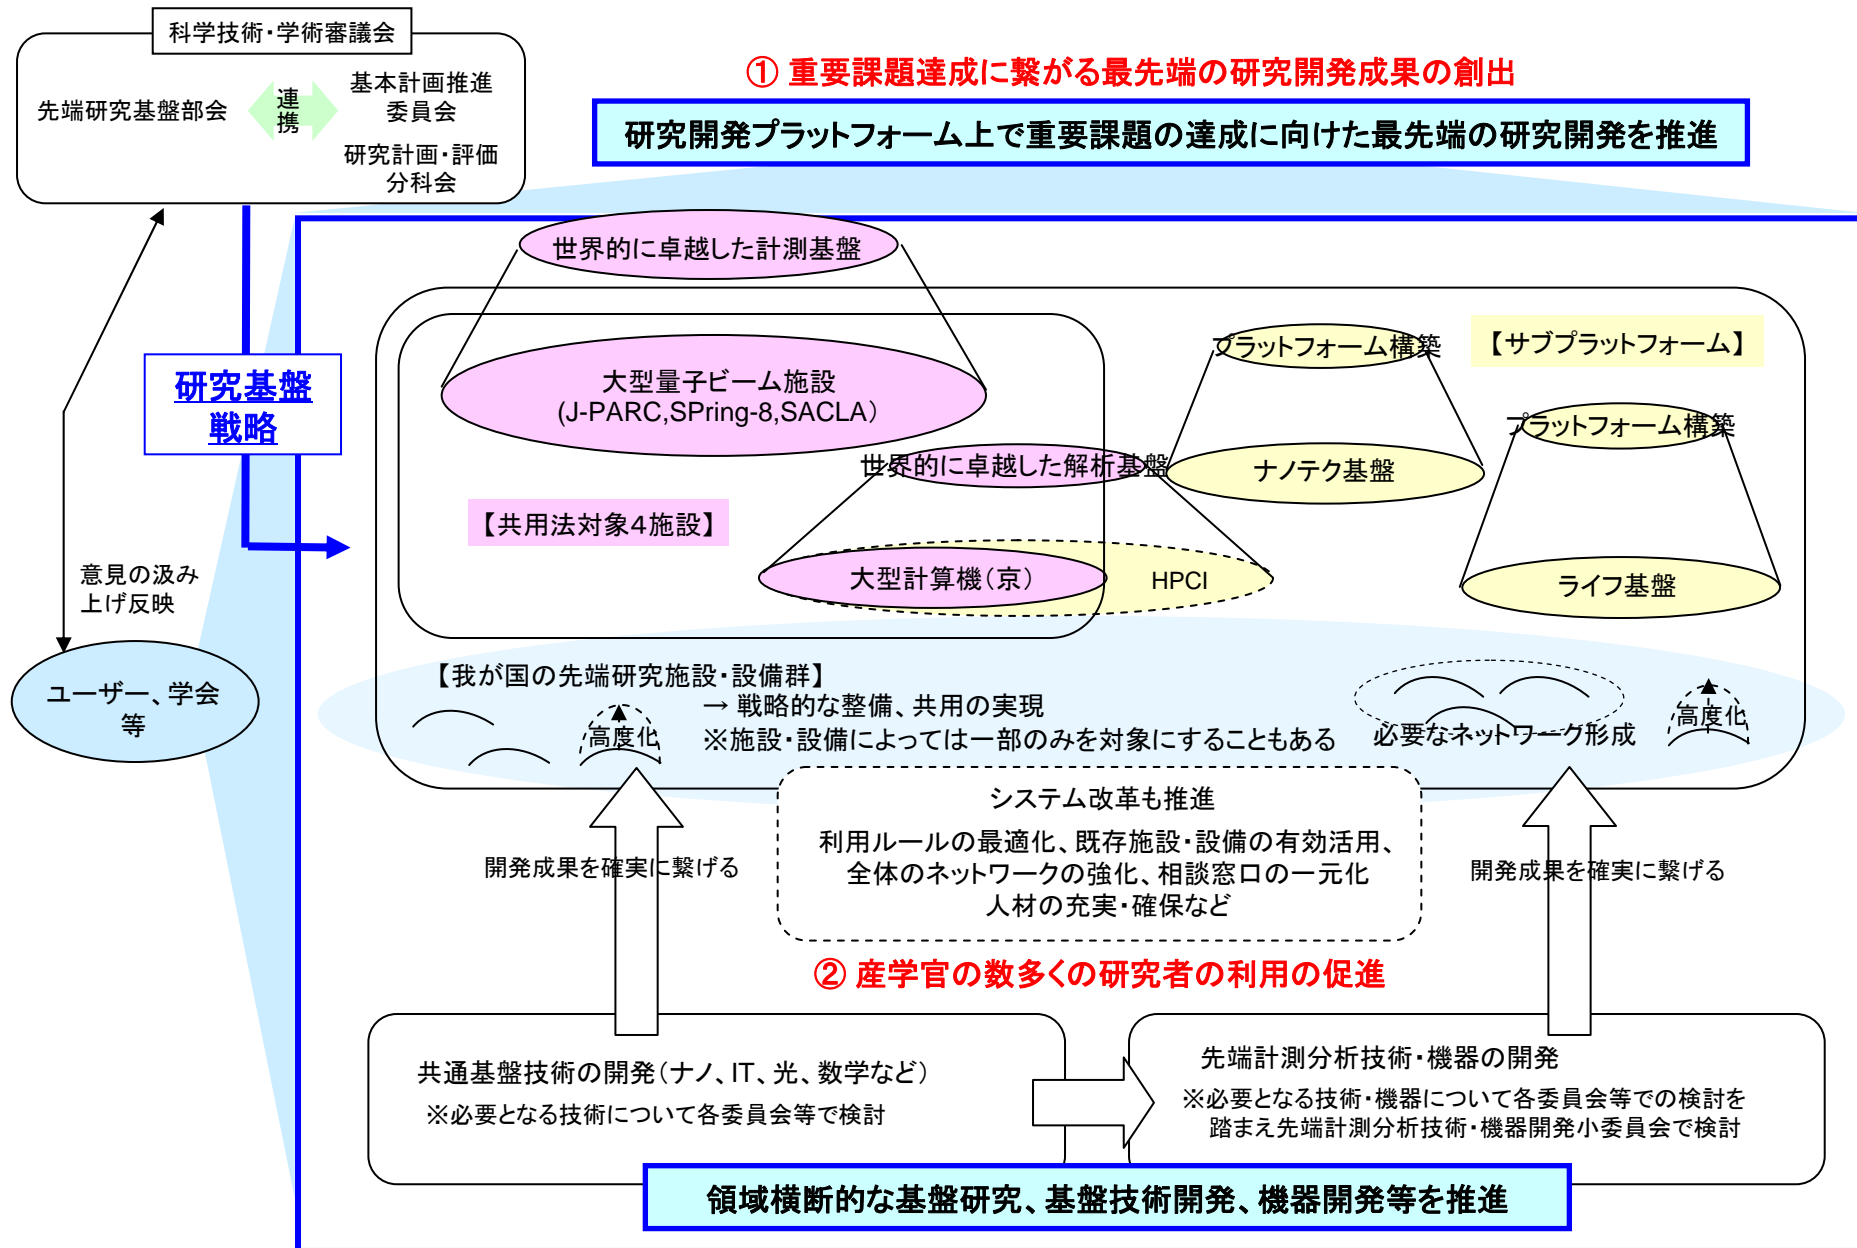 科学技術・学術審議会
先端研究基盤部会
連
携
基本計画推進
委員会
研究計画・評価
分科会
① 重要課題達成に繋がる最先端の研究開発成果の創出
研究開発プラットフォーム上で重要課題の達成に向けた最先端の研究開発を推進
世界的に卓越した計測基盤
大型量子ビーム施設
(J-PARC,SPring-8,SACLA）
プラットフォーム構築
【サブプラットフォーム】
研究基盤
戦略
プラットフォーム構築
世界的に卓越した解析基盤
ナノテク基盤
【共用法対象４施設】
大型計算機（京）
HPCI
ライフ基盤
意見の汲み
上げ反映
ユーザー、学会
等
【我が国の先端研究施設・設備群】
→ 戦略的な整備、共用の実現
※施設・設備によっては一部のみを対象にすることもある
高度化
必要なネットワーク形成
高度化
システム改革も推進
利用ルールの最適化、既存施設・設備の有効活用、
全体のネットワークの強化、相談窓口の一元化
人材の充実・確保など
開発成果を確実に繋げる
開発成果を確実に繋げる
② 産学官の数多くの研究者の利用の促進
共通基盤技術の開発（ナノ、IT、光、数学など）
※必要となる技術について各委員会等で検討
先端計測分析技術・機器の開発
※必要となる技術・機器について各委員会等での検討を
踏まえ先端計測分析技術・機器開発小委員会で検討
領域横断的な基盤研究、基盤技術開発、機器開発等を推進